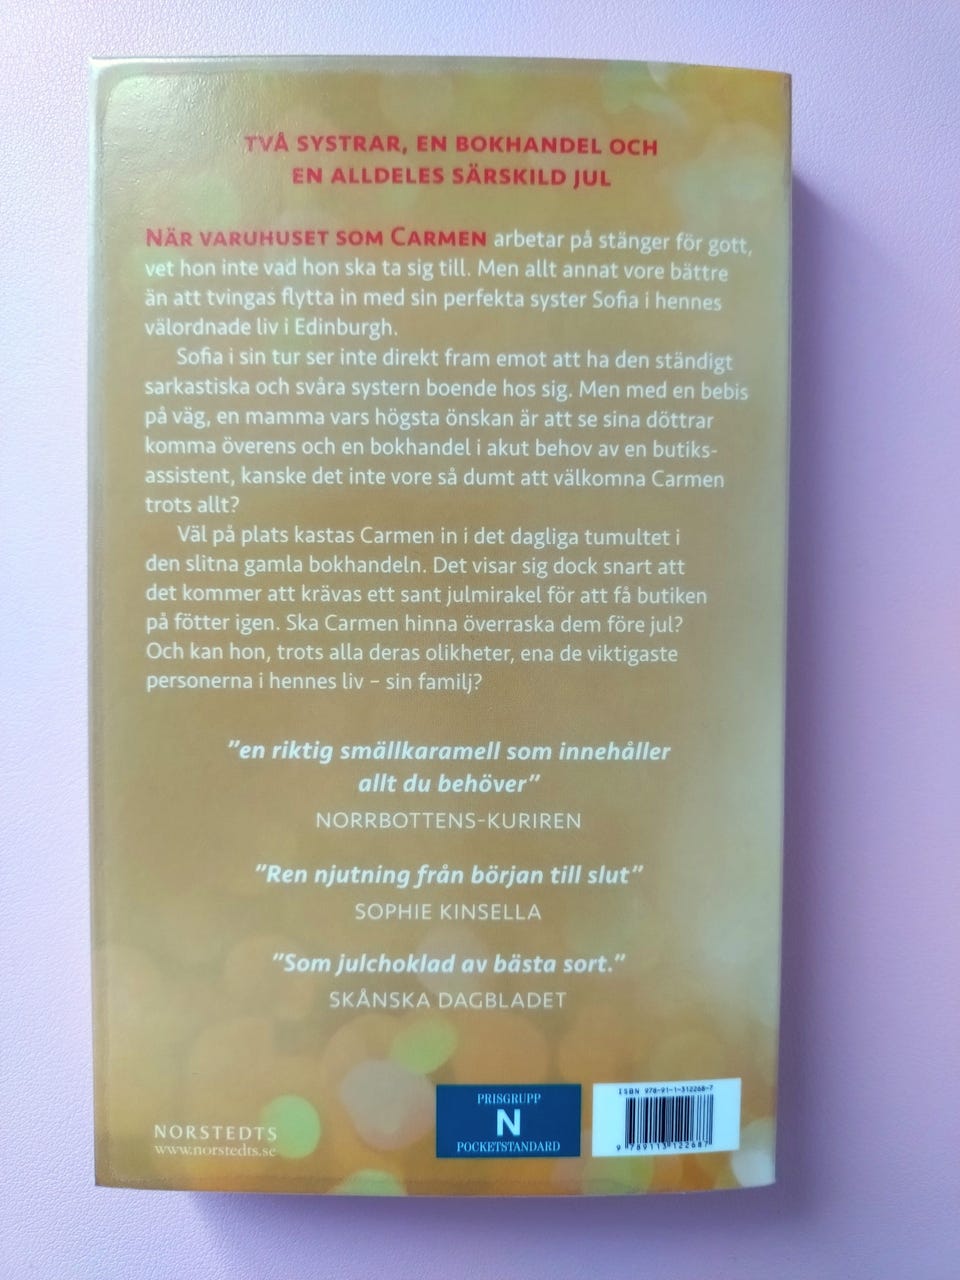 TVÅ SYSTRAR, EN BOKHANDEL OCH
EN ALLDELES SÄRSKILD JUL
NÄR VARUHUSET SOM CARMEN arbetar på stänger för gott,
vet hon inte vad hon ska ta sig till. Men allt annat vore bättre
än att tvingas flytta in med sin perfekta syster Sofia i hennes
välordnade liv i Edinburgh.
Sofia i sin tur ser inte direkt fram emot att ha den ständigt
sarkastiska och svåra systern boende hos sig. Men med en bebis
på väg, en mamma vars högsta önskan är att se sina döttrar
komma överens och en bokhandel i akut behov av en butiks-
assistent, kanske det inte vore så dumt att välkomna Carmen
trots allt?
Väl på plats kastas Carmen in i det dagliga tumultet i
den slitna gamla bokhandeln. Det visar sig dock snart att
det kommer att krävas ett sant julmirakel för att få butiken
på fötter igen. Ska Carmen hinna överraska dem före jul?
Och kan hon, trots alla deras olikheter, ena de viktigaste
personerna i hennes liv – sin familj?
”en riktig smällkaramell som innehåller
allt du behöver”
NORRBOTTENS-KURIREN
”Ren njutning från början till slut”
SOPHIE KINSELLA
”Som julchoklad av bästa sort.”
SKÅNSKA DAGBLADET
NORSTEDTS
www.norstedts.se
PRISGRUPP
N
POCKETSTANDARD
ISBN 978-91-1-312268-7
9 789113 122687